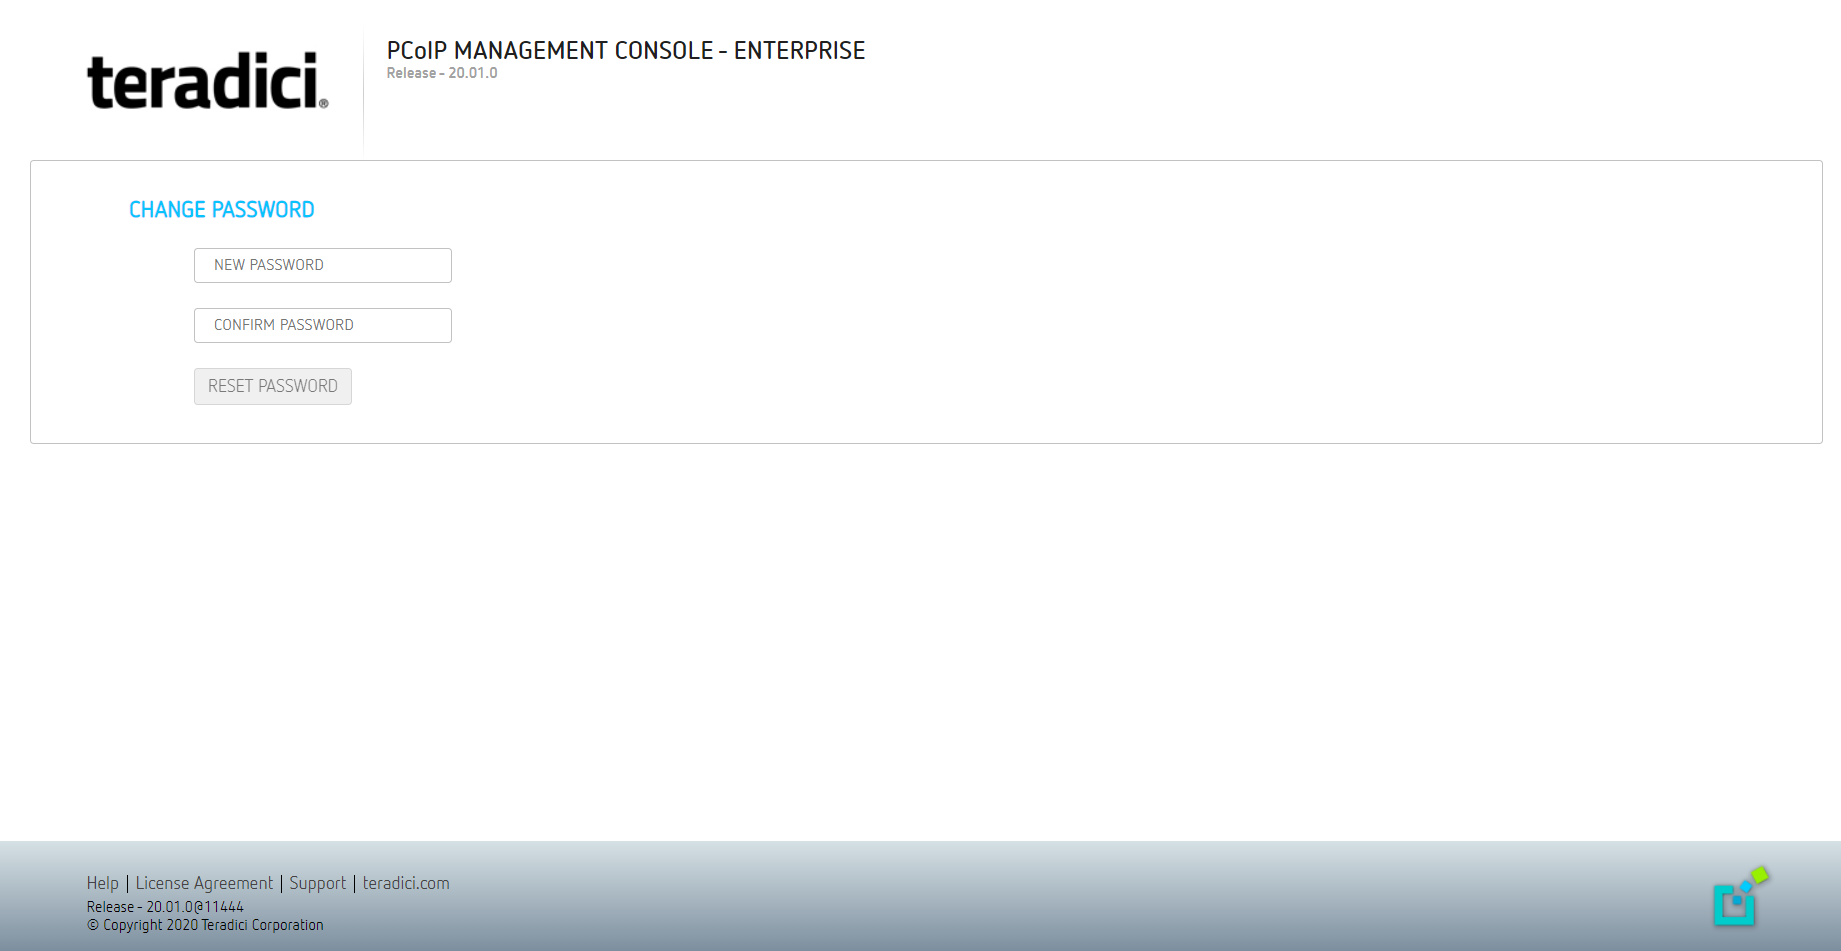 teradici®
PCoIP MANAGEMENT CONSOLE - ENTERPRISE
Release - 20.01.0
CHANGE PASSWORD
NEW PASSWORD
CONFIRM PASSWORD
RESET PASSWORD
Help | License Agreement | Support | teradici.com
Release - 20.01.0@11444
© Copyright 2020 Teradici Corporation